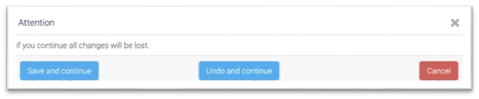 Attention
if you continue all changes will be lost.
Save and continue Undo and continue Cancel